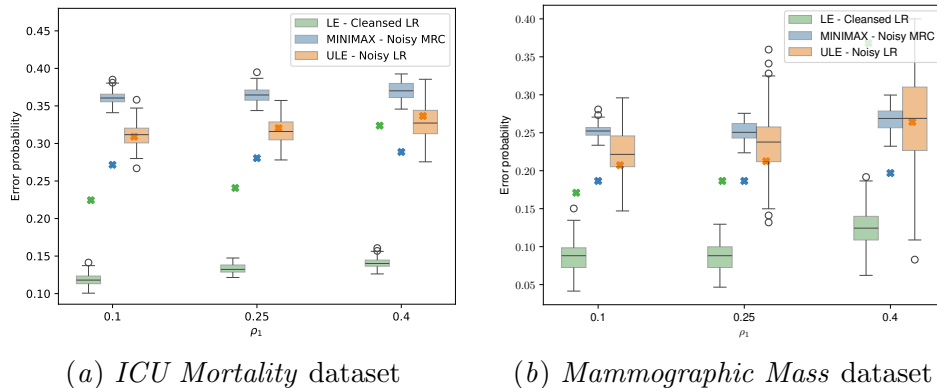 0.45
0.40
0.35
0.30
0.25
0.20
0.15
0.10
Error probability
LE - Cleansed LR
MINIMAX - Noisy MRC
ULE - Noisy LR
0.1
0.25
0.4
ρ₁
(a) ICU Mortality dataset
0.40
0.35
0.30
0.25
0.20
0.15
0.10
0.05
Error probability
LE - Cleansed LR
MINIMAX - Noisy MRC
ULE - Noisy LR
0.1
0.25
0.4
ρ₁
(b) Mammographic Mass dataset